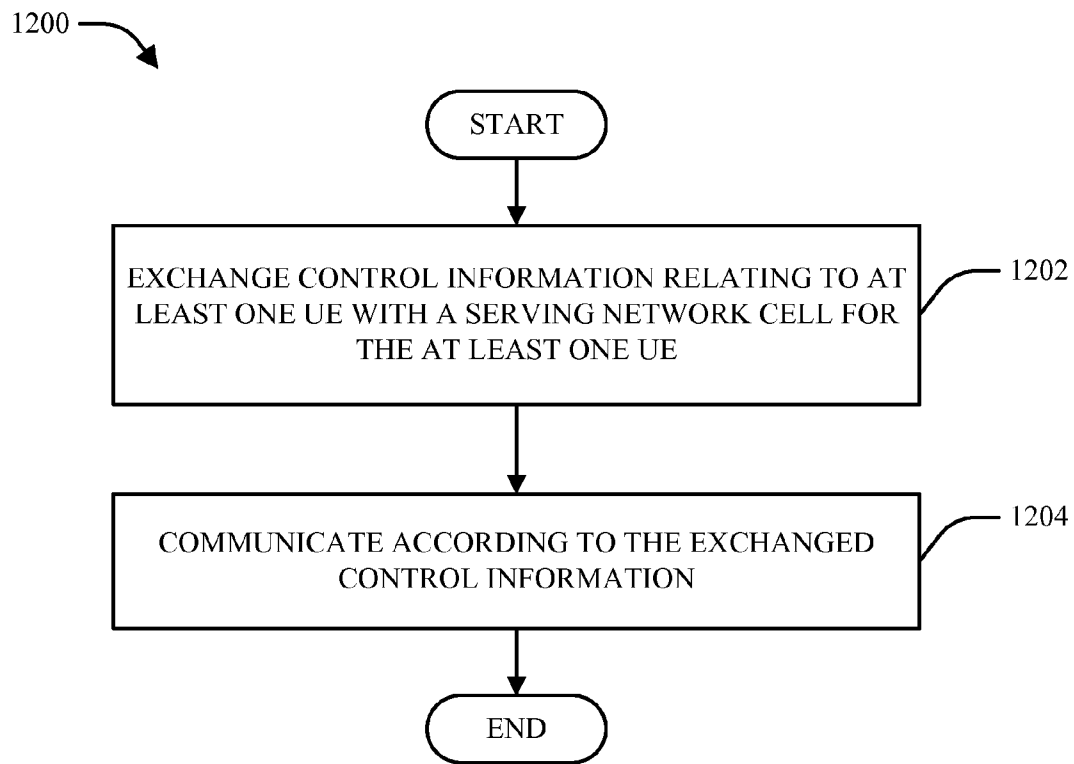 1200
START
EXCHANGE CONTROL INFORMATION RELATING TO AT
LEAST ONE UE WITH A SERVING NETWORK CELL FOR
THE AT LEAST ONE UE
1202
COMMUNICATE ACCORDING TO THE EXCHANGED
CONTROL INFORMATION
1204
END